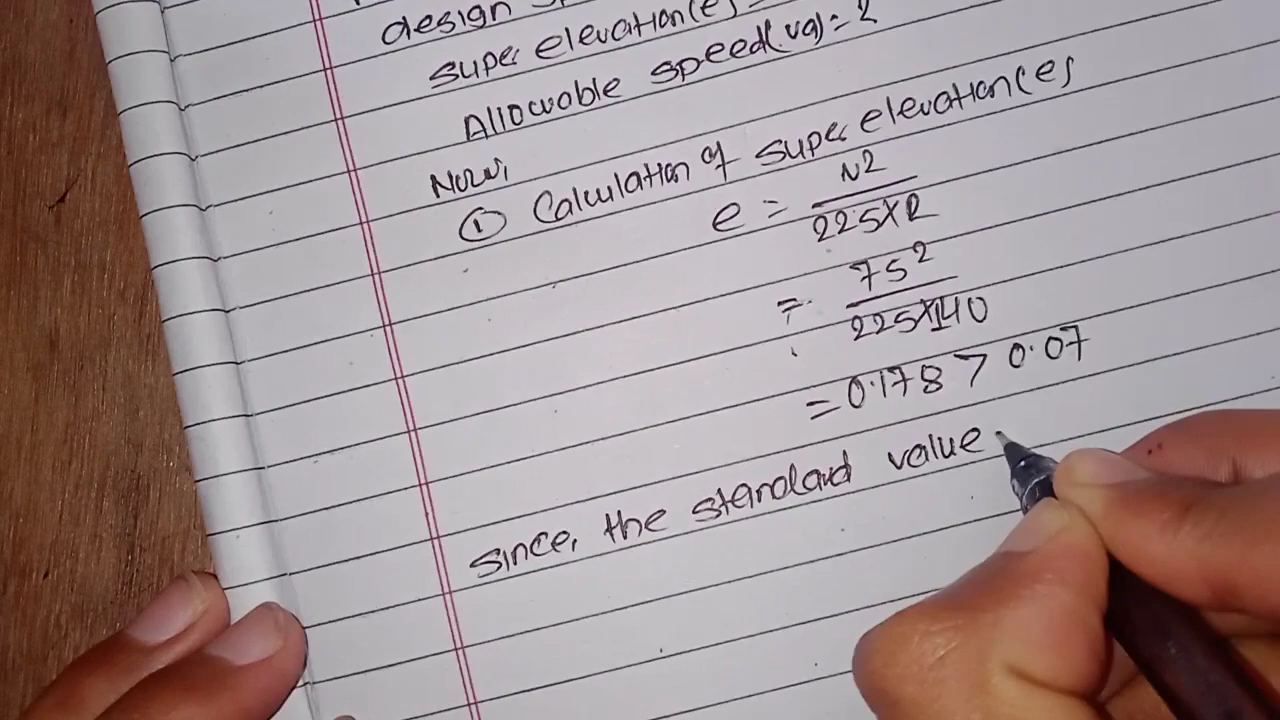 design
super elevation(e) =
Allowable speed(va) = ?
Now,
① Calculation of super elevation(e)
e = v2 / 225×R
= 75² / 225×140
= 0.178 > 0.07
since, the standard value